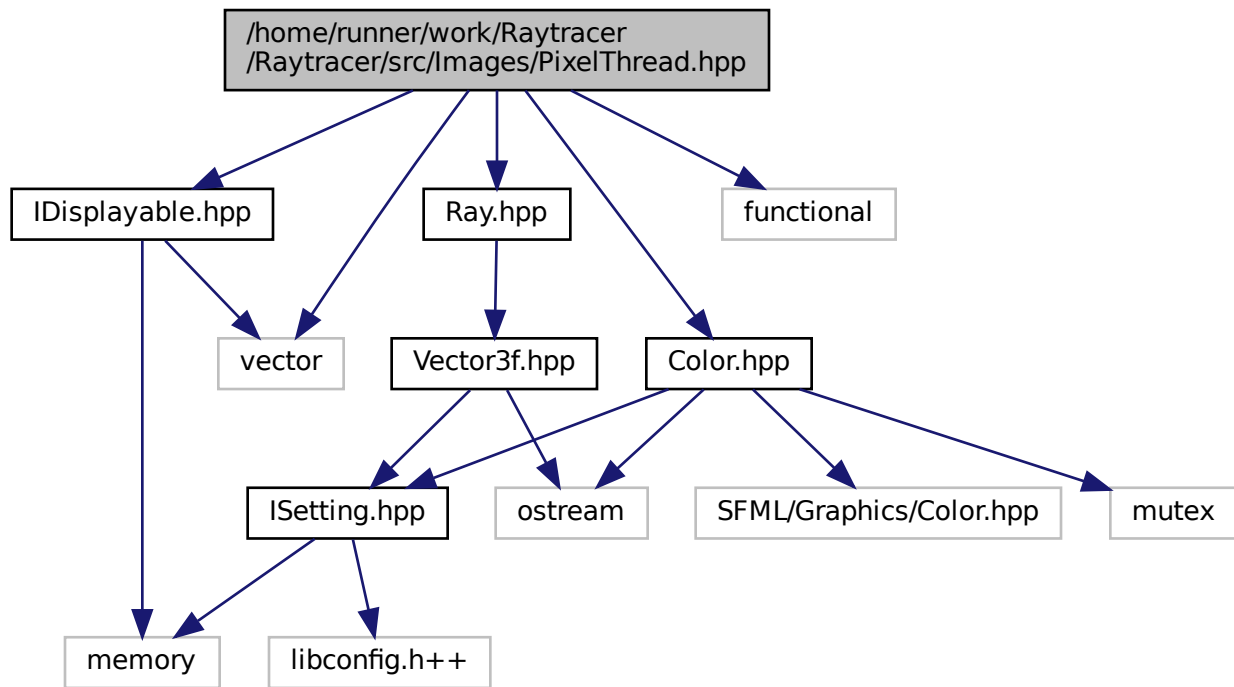 /home/runner/work/Raytracer
/Raytracer/src/Images/PixelThread.hpp
IDisplayable.hpp
Ray.hpp
functional
vector
Vector3f.hpp
Color.hpp
ISetting.hpp
ostream
SFML/Graphics/Color.hpp
mutex
memory
libconfig.h++